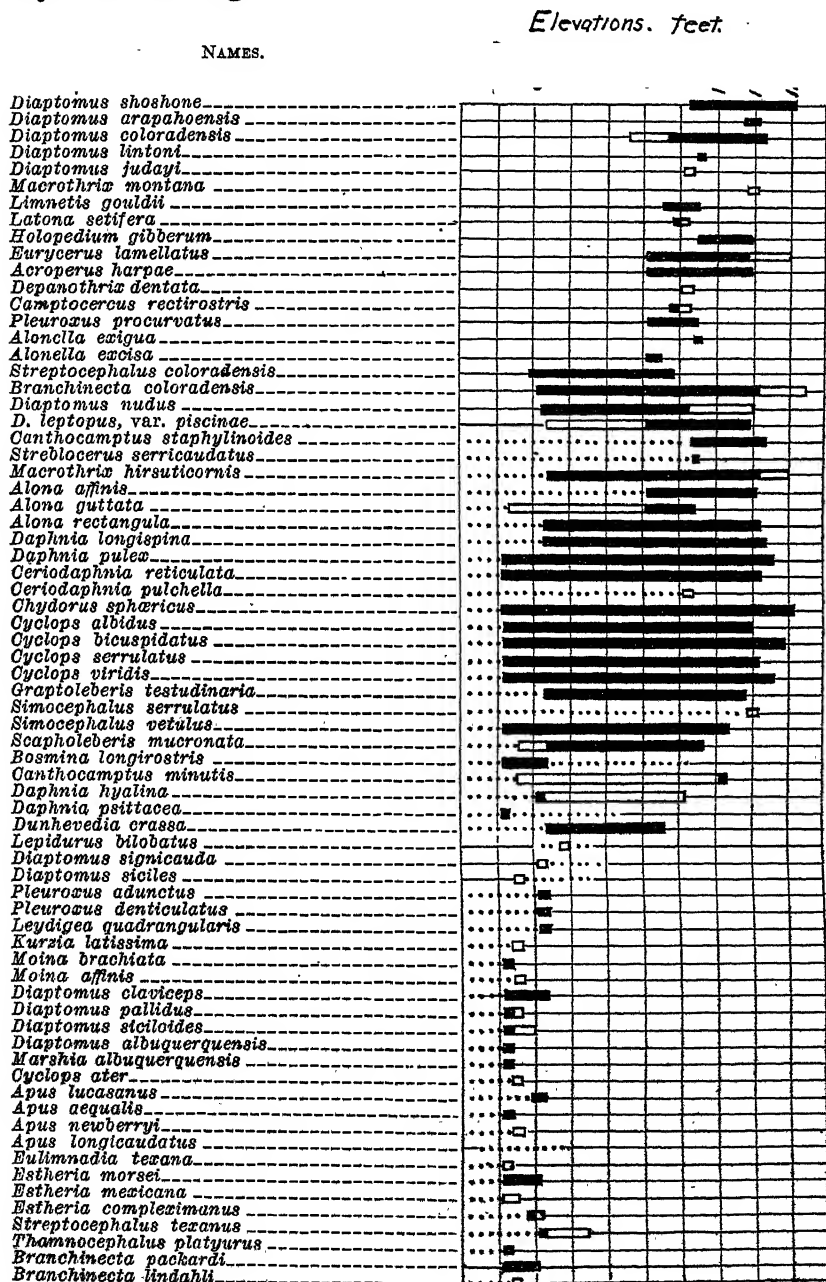 Elevations. feet.
NAMES.
Diaptomus shoshone
Diaptomus arapahoensis
Diaptomus coloradensis
Diaptomus lintoni
Diaptomus judayi
Macrothrix montana
Limnetis gouldii
Latona setifera
Holopedium gibberum
Eurycerus lamellatus
Acroperus harpae
Depanothrix dentata
Camptocercus rectirostris
Pleuroxus procurvatus
Alonella exigua
Alonella excisa
Streptocephalus coloradensis
Branchinecta coloradensis
Diaptomus nudus
D. leptopus, var. piscinae
Canthocamptus staphylinoides
Streblocerus serricaudatus
Macrothrix hirsuticornis
Alona affinis
Alona guttata
Alona rectangula
Daphnia longispina
Daphnia pulex
Ceriodaphnia reticulata
Ceriodaphnia pulchella
Chydorus sphæricus
Cyclops albidus
Cyclops bicuspidatus
Cyclops serrulatus
Cyclops viridis
Graptoleberis testudinaria
Simocephalus serrulatus
Simocephalus vetulus
Scapholeberis mucronata
Bosmina longirostris
Canthocamptus minutis
Daphnia hyalina
Daphnia psittacea
Dunhevedia crassa
Lepidurus bilobatus
Diaptomus signicauda
Diaptomus siciles
Pleuroxus adunctus
Pleuroxus denticulatus
Leydigea quadrangularis
Kurzia latissima
Moina brachiata
Moina affinis
Diaptomus claviceps
Diaptomus pallidus
Diaptomus siciloides
Diaptomus albuquerquensis
Marshia albuquerquensis
Cyclops ater
Apus lucasanus
Apus aequalis
Apus newberryi
Apus longicaudatus
Eulimnadia texana
Estheria morsei
Estheria mexicana
Estheria compleximanus
Streptocephalus texanus
Thamnocephalus platyurus
Branchinecta packardi
Branchinecta lindahli